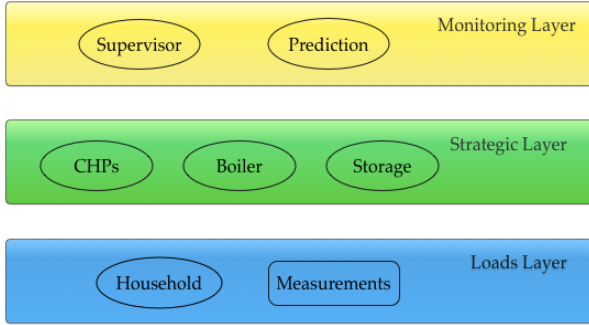 Monitoring Layer
Supervisor
Prediction
Strategic Layer
CHPs
Boiler
Storage
Loads Layer
Household
Measurements